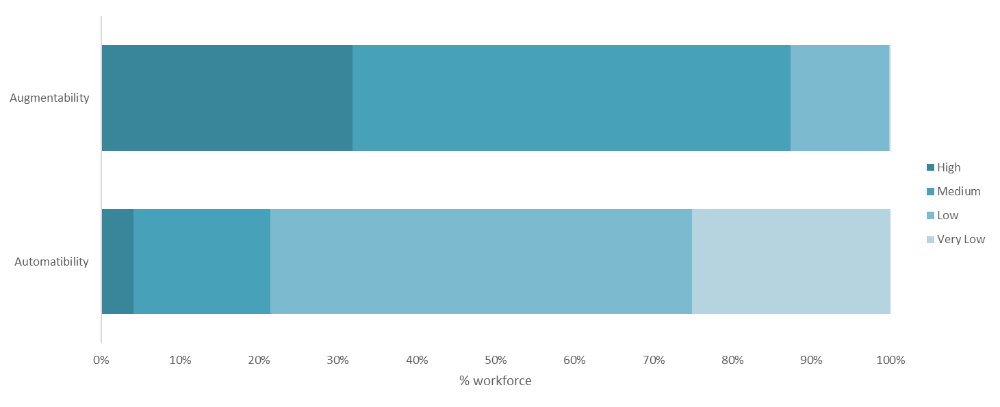 Augmentability
Automatibility
High
Medium
Low
Very Low
0% 10% 20% 30% 40% 50% 60% 70% 80% 90% 100%
% workforce